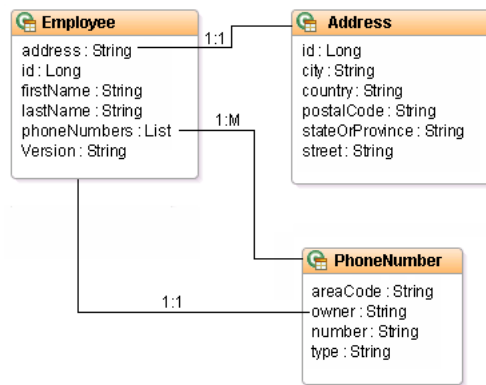 Employee
address : String
id : Long
firstName : String
lastName : String
phoneNumbers : List
Version : String
1:1
Address
id : Long
city : String
country : String
postalCode : String
stateOrProvince : String
street : String
1:M
PhoneNumber
areaCode : String
owner : String
number : String
type : String
1:1